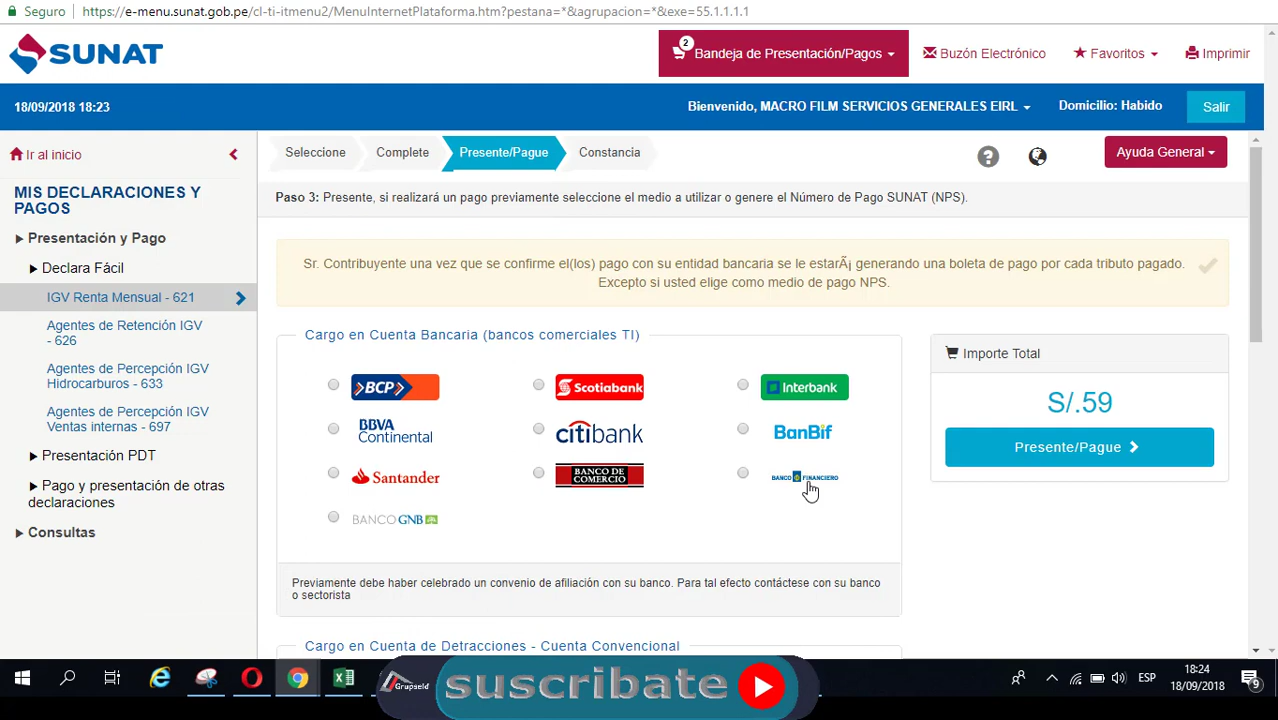 Seguro https://e-menu.sunat.gob.pe/cl-ti-itmenu2/MenuInternetPlataforma.htm?pestana=*&agrupacion=*&exe=55.1.1.1.1
SUNAT
2
Bandeja de Presentación/Pagos
Buzón Electrónico
Favoritos
Imprimir
18/09/2018 18:23
Bienvenido, MACRO FILM SERVICIOS GENERALES EIRL
Domicilio: Habido
Salir
Ir al inicio
MIS DECLARACIONES Y
PAGOS
Presentación y Pago
Declara Fácil
IGV Renta Mensual - 621
Agentes de Retención IGV
- 626
Agentes de Percepción IGV
Hidrocarburos - 633
Agentes de Percepción IGV
Ventas internas - 697
Presentación PDT
Pago y presentación de otras
declaraciones
Consultas
Seleccione
Complete
Presente/Pague
Constancia
?
Ayuda General
Paso 3: Presente, si realizará un pago previamente seleccione el medio a utilizar o genere el Número de Pago SUNAT (NPS).
Sr. Contribuyente una vez que se confirme el(los) pago con su entidad bancaria se le estarÃ¡ generando una boleta de pago por cada tributo pagado.
Excepto si usted elige como medio de pago NPS.
Cargo en Cuenta Bancaria (bancos comerciales TI)
BCP
Scotiabank
Interbank
BBVA
Continental
citibank
BanBif
Santander
BANCO DE
COMERCIO
BANCO FINANCIERO
BANCO GNB
Previamente debe haber celebrado un convenio de afiliación con su banco. Para tal efecto contáctese con su banco
o sectorista
Cargo en Cuenta de Detracciones - Cuenta Convencional
Importe Total
S/.59
Presente/Pague
Grupseld
suscribate
ESP
18:24
18/09/2018
9